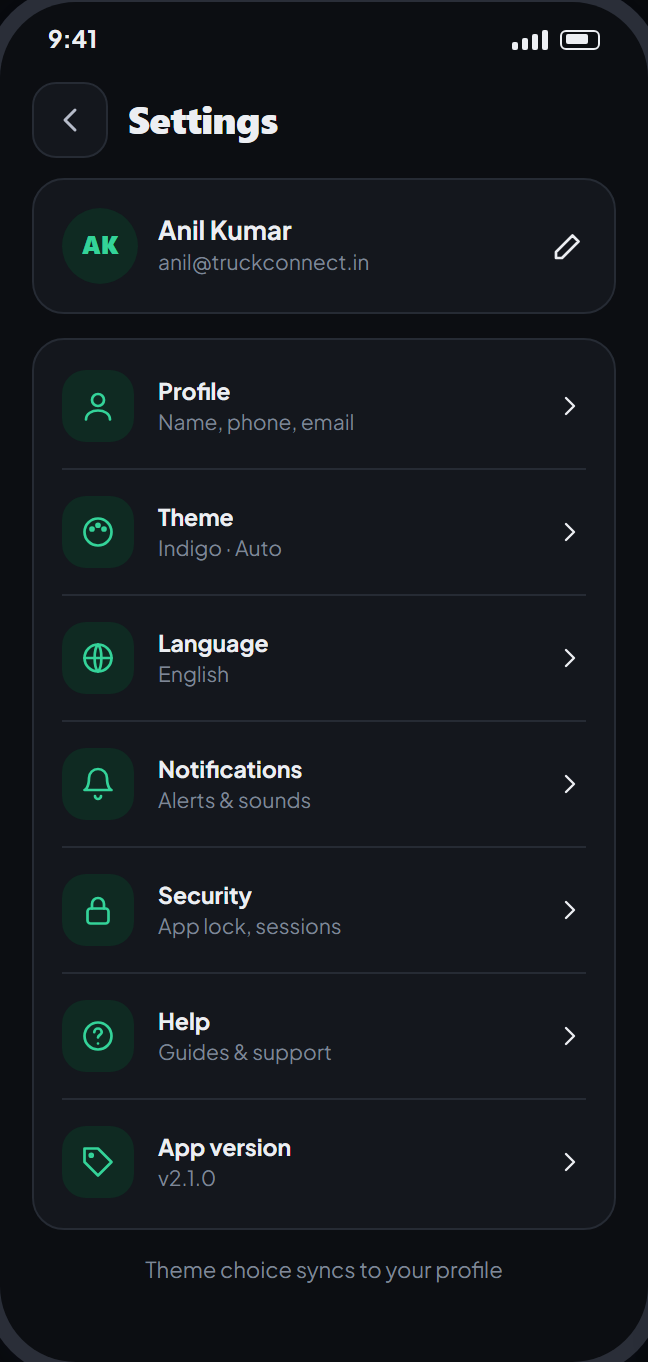 9:41
Settings
AK
Anil Kumar
anil@truckconnect.in
Profile
Name, phone, email
Theme
Indigo · Auto
Language
English
Notifications
Alerts & sounds
Security
App lock, sessions
Help
Guides & support
App version
v2.1.0
Theme choice syncs to your profile